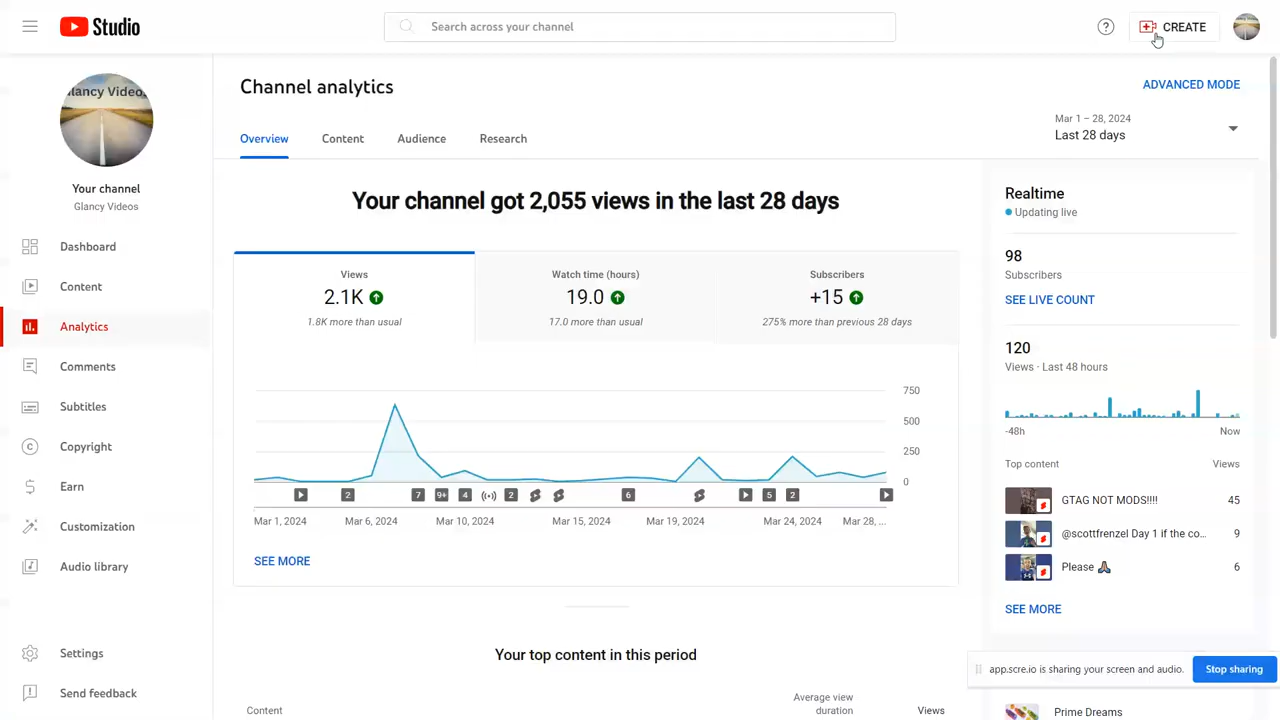 Studio
Search across your channel
CREATE
lancy Video
Your channel
Glancy Videos
Dashboard
Content
Analytics
Comments
Subtitles
Copyright
Earn
Customization
Audio library
Settings
Send feedback
Channel analytics
ADVANCED MODE
Overview
Content
Audience
Research
Mar 1 – 28, 2024
Last 28 days
Your channel got 2,055 views in the last 28 days
Views
2.1K
1.8K more than usual
Watch time (hours)
19.0
17.0 more than usual
Subscribers
+15
275% more than previous 28 days
750
500
250
0
2
7
9+
4
2
6
5
2
Mar 1, 2024
Mar 6, 2024
Mar 10, 2024
Mar 15, 2024
Mar 19, 2024
Mar 24, 2024
Mar 28, ...
SEE MORE
Your top content in this period
Content
Average view
duration
Views
Realtime
Updating live
98
Subscribers
SEE LIVE COUNT
120
Views · Last 48 hours
-48h
Now
Top content
Views
GTAG NOT MODS!!!!
45
@scottfrenzel Day 1 if the co...
9
Please 🙏🏽
6
SEE MORE
app.scre.io is sharing your screen and audio.
Stop sharing
Prime Dreams